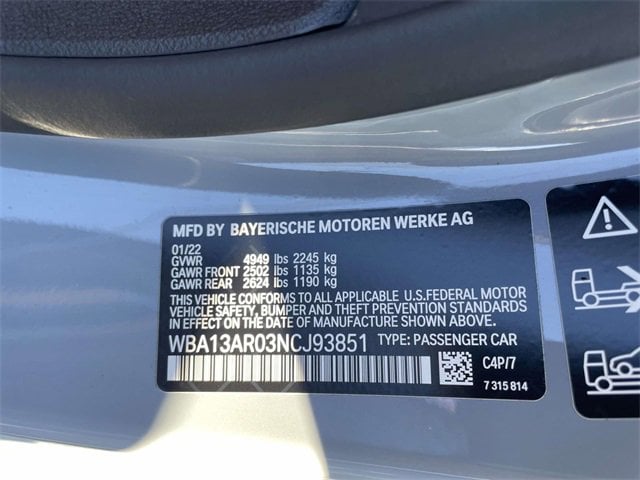 MFD BY BAYERISCHE MOTOREN WERKE AG
01/22
GVWR 4949 lbs 2245 kg
GAWR FRONT 2502 lbs 1135 kg
GAWR REAR 2624 lbs 1190 kg
THIS VEHICLE CONFORMS TO ALL APPLICABLE U.S.FEDERAL MOTOR
VEHICLE SAFETY, BUMPER, AND THEFT PREVENTION STANDARDS
IN EFFECT ON THE DATE OF MANUFACTURE SHOWN ABOVE.
WBA13AR03NCJ93851 TYPE: PASSENGER CAR
C4P/7
7 315 814